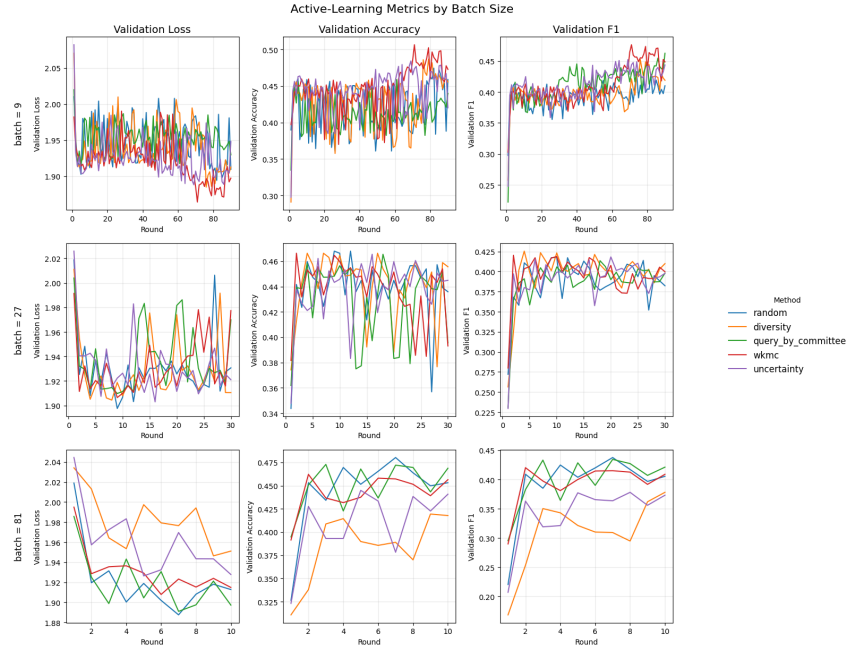 Active-Learning Metrics by Batch Size
Validation Loss
Validation Accuracy
Validation F1
batch = 9
Validation Loss
2.05
2.00
1.95
1.90
0 20 40 60 80
Round
Validation Accuracy
0.50
0.45
0.40
0.35
0.30
0 20 40 60 80
Round
Validation F1
0.45
0.40
0.35
0.30
0.25
0 20 40 60 80
Round
batch = 27
Validation Loss
2.02
2.00
1.98
1.96
1.94
1.92
1.90
0 5 10 15 20 25 30
Round
Validation Accuracy
0.46
0.44
0.42
0.40
0.38
0.36
0.34
0 5 10 15 20 25 30
Round
Validation F1
0.425
0.400
0.375
0.350
0.325
0.300
0.275
0.250
0.225
0 5 10 15 20 25 30
Round
Method
random
diversity
query_by_committee
wkmc
uncertainty
batch = 81
Validation Loss
2.04
2.02
2.00
1.98
1.96
1.94
1.92
1.90
1.88
2 4 6 8 10
Round
Validation Accuracy
0.475
0.450
0.425
0.400
0.375
0.350
0.325
2 4 6 8 10
Round
Validation F1
0.45
0.40
0.35
0.30
0.25
0.20
2 4 6 8 10
Round